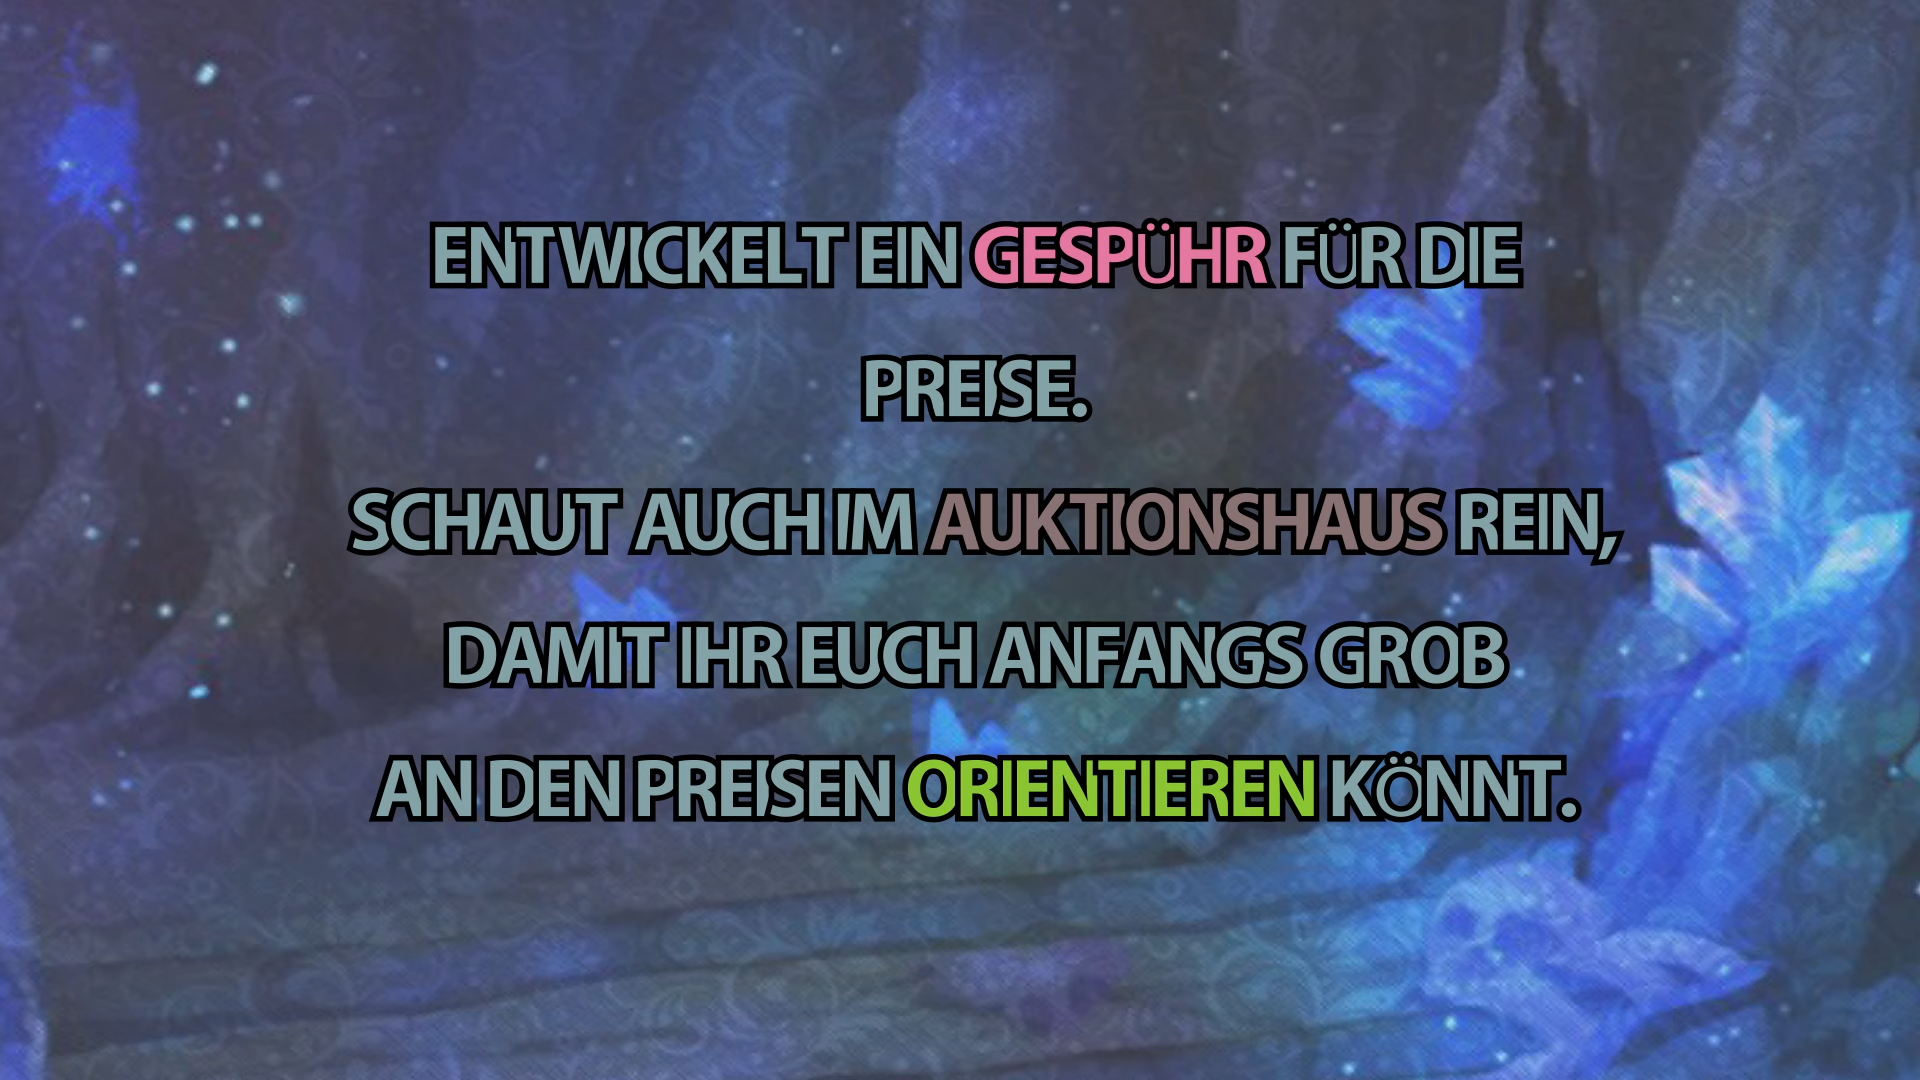 ENTWICKELT EIN GESPÜHR FÜR DIE
PREISE.
SCHAUT AUCH IM AUKTIONSHAUS REIN,
DAMIT IHR EUCH ANFANGS GROB
AN DEN PREISEN ORIENTIEREN KÖNNT.